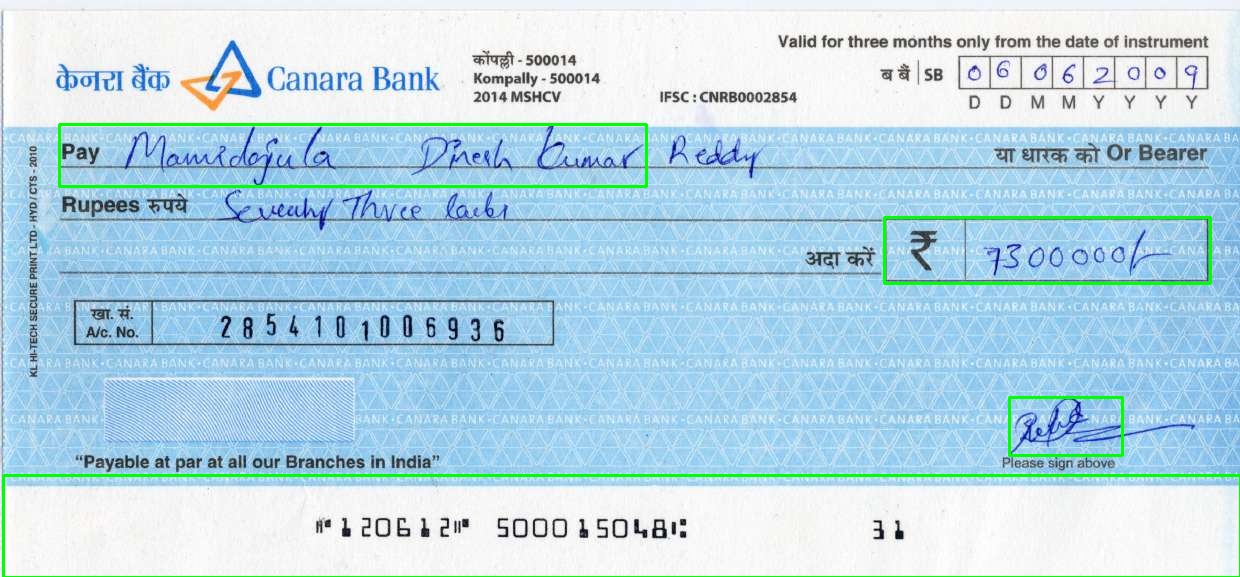 Valid for three months only from the date of instrument
केनरा बैंक Canara Bank
कोंपल्ली - 500014
Kompally - 500014
2014 MSHCV
IFSC : CNRB0002854
ब बैं SB 0 6 0 6 2 0 0 9
D D M M Y Y Y Y
Pay Mamidojula Dinesh Kumar Reddy या धारक को Or Bearer
Rupees रुपये Seventy Three lacks
अदा करें ₹ 7300000/-
खा. सं.
A/c. No. 2854101006936
KL HI-TECH SECURE PRINT LTD - HYD / CTS - 2010
"Payable at par at all our Branches in India"
Please sign above
⑈120612⑈ 500015048⑆ 31